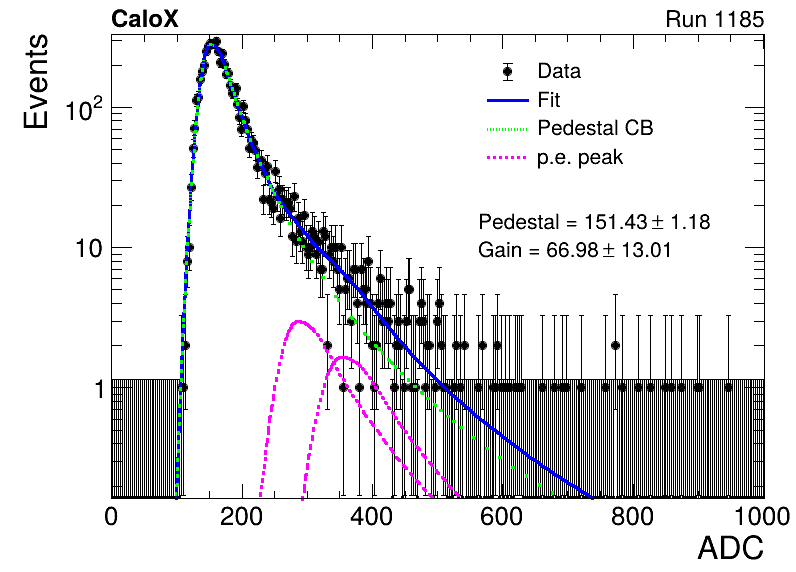 CaloX Run 1185
Events
Data
Fit
Pedestal CB
p.e. peak
Pedestal = 151.43 ± 1.18
Gain = 66.98 ± 13.01
10²
10
1
0 200 400 600 800 1000
ADC